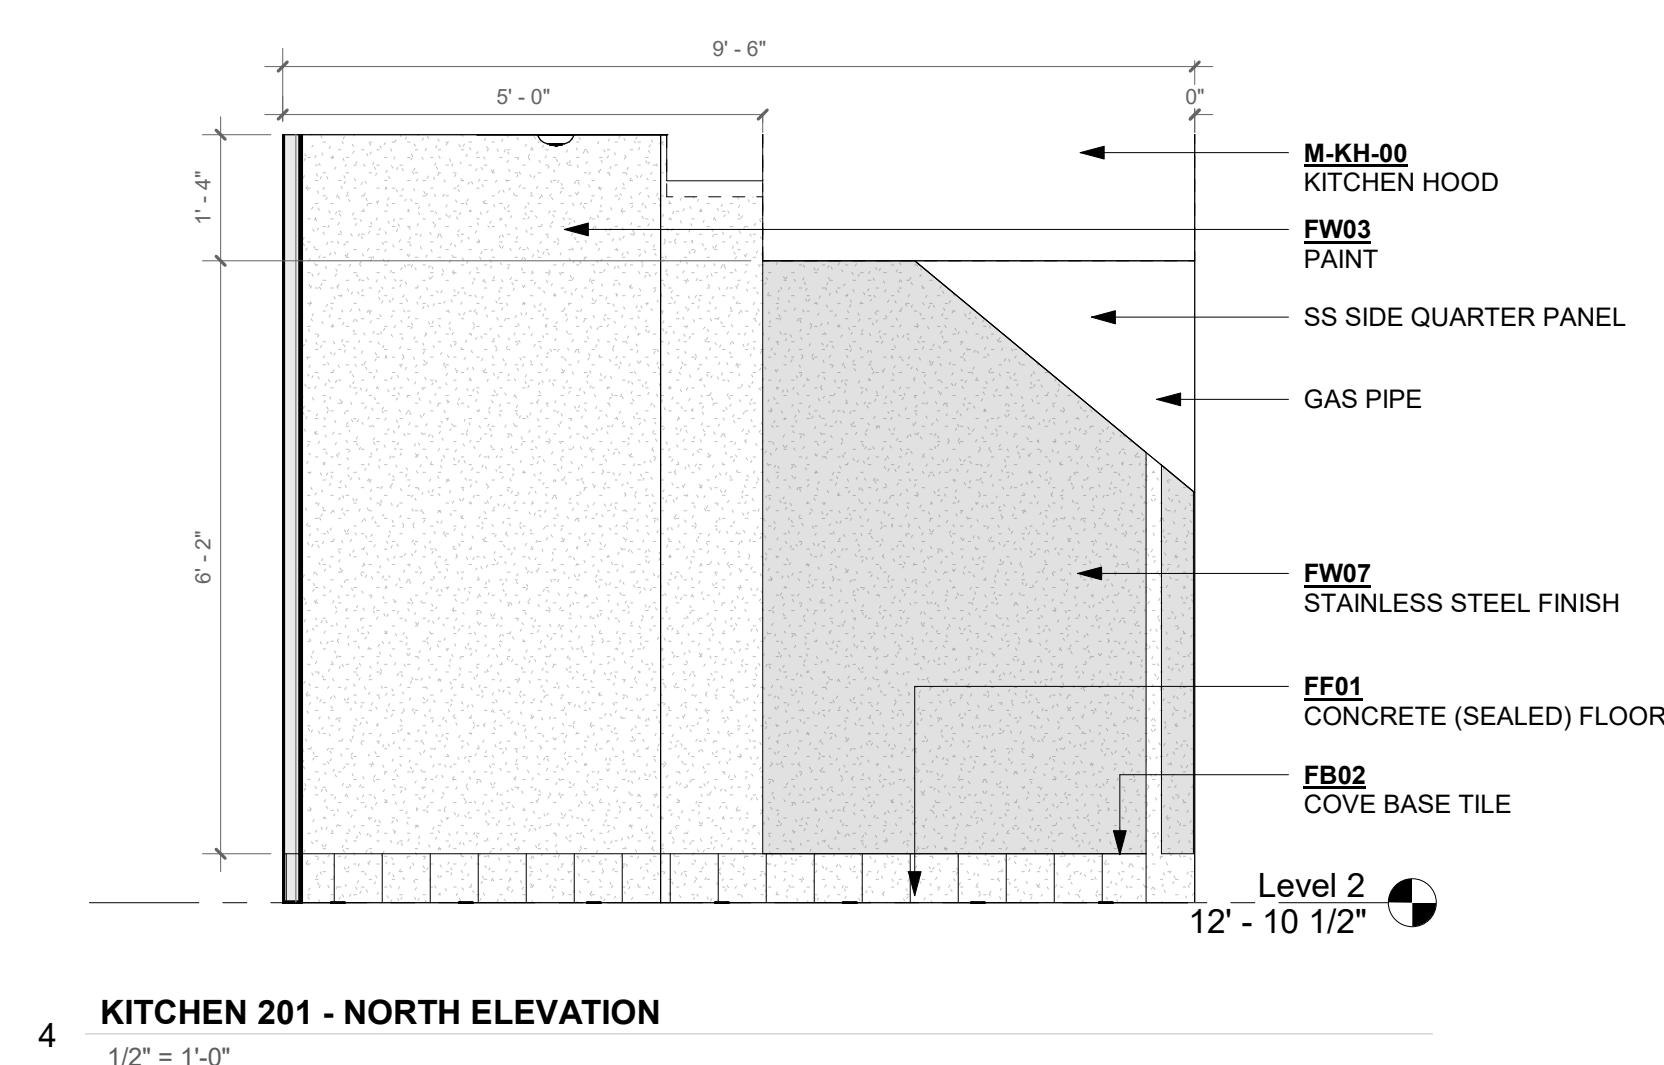 9' - 6"
5' - 0"
0"
1' - 4"
6' - 2"
M-KH-00
KITCHEN HOOD
FW03
PAINT
SS SIDE QUARTER PANEL
GAS PIPE
FW07
STAINLESS STEEL FINISH
FF01
CONCRETE (SEALED) FLOOR
FB02
COVE BASE TILE
Level 2
12' - 10 1/2"
4
KITCHEN 201 - NORTH ELEVATION
1/2" = 1'-0"